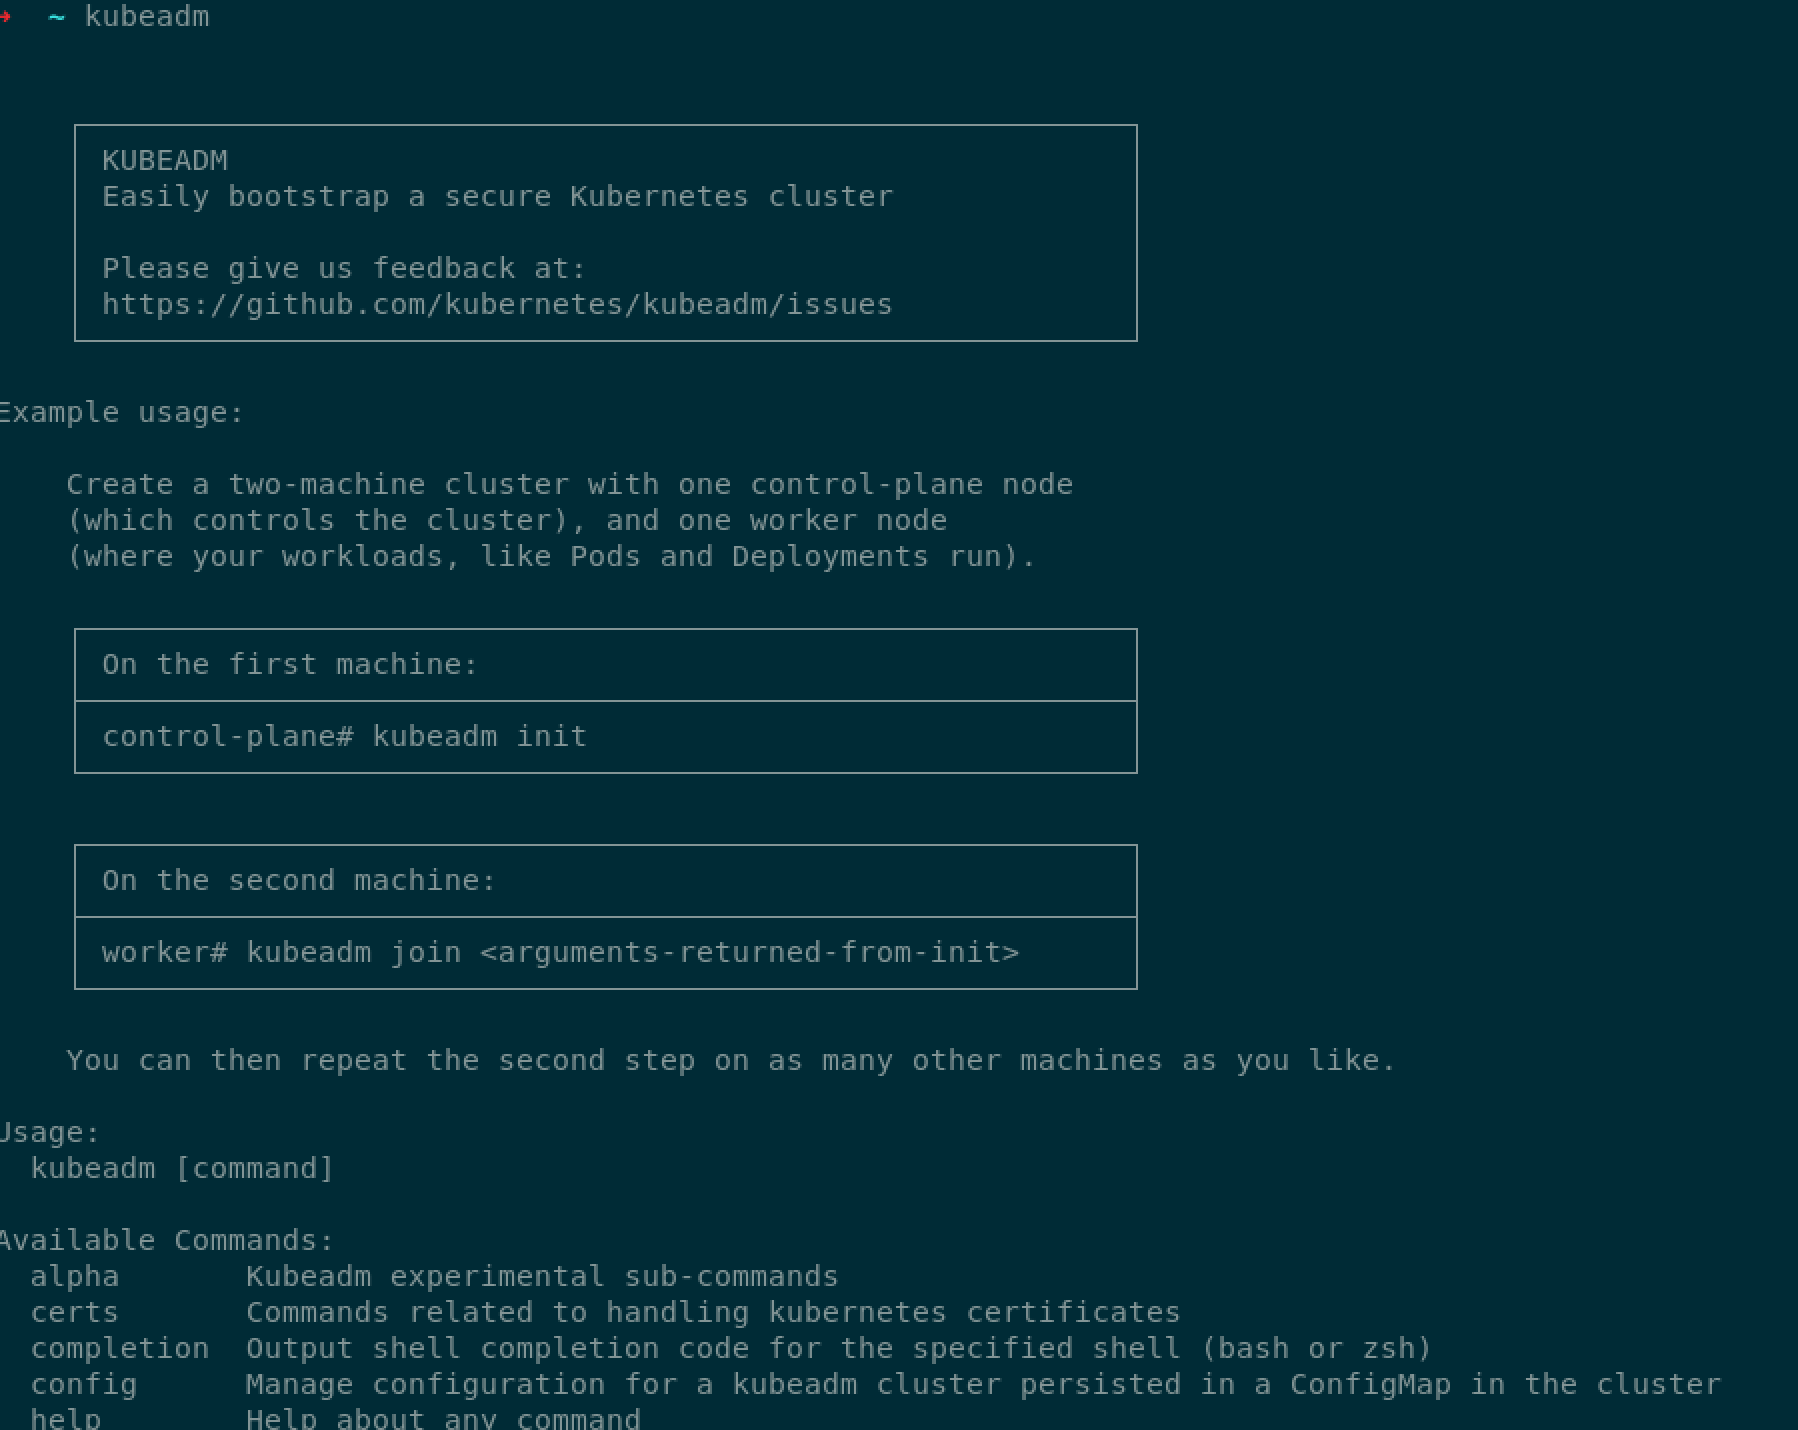 → ~ kubeadm
KUBEADM
Easily bootstrap a secure Kubernetes cluster
Please give us feedback at:
https://github.com/kubernetes/kubeadm/issues
Example usage:
Create a two-machine cluster with one control-plane node
(which controls the cluster), and one worker node
(where your workloads, like Pods and Deployments run).
On the first machine:
control-plane# kubeadm init
On the second machine:
worker# kubeadm join <arguments-returned-from-init>
You can then repeat the second step on as many other machines as you like.
Usage:
kubeadm [command]
Available Commands:
alpha Kubeadm experimental sub-commands
certs Commands related to handling kubernetes certificates
completion Output shell completion code for the specified shell (bash or zsh)
config Manage configuration for a kubeadm cluster persisted in a ConfigMap in the cluster
help Help about any command